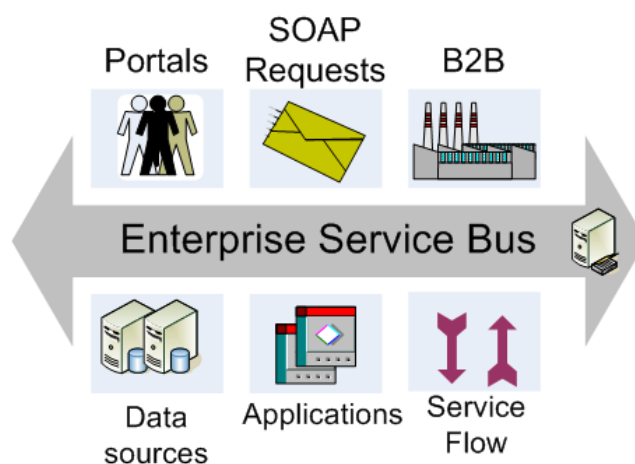 Portals
SOAP
Requests
B2B
Enterprise Service Bus
Data
sources
Applications
Service
Flow